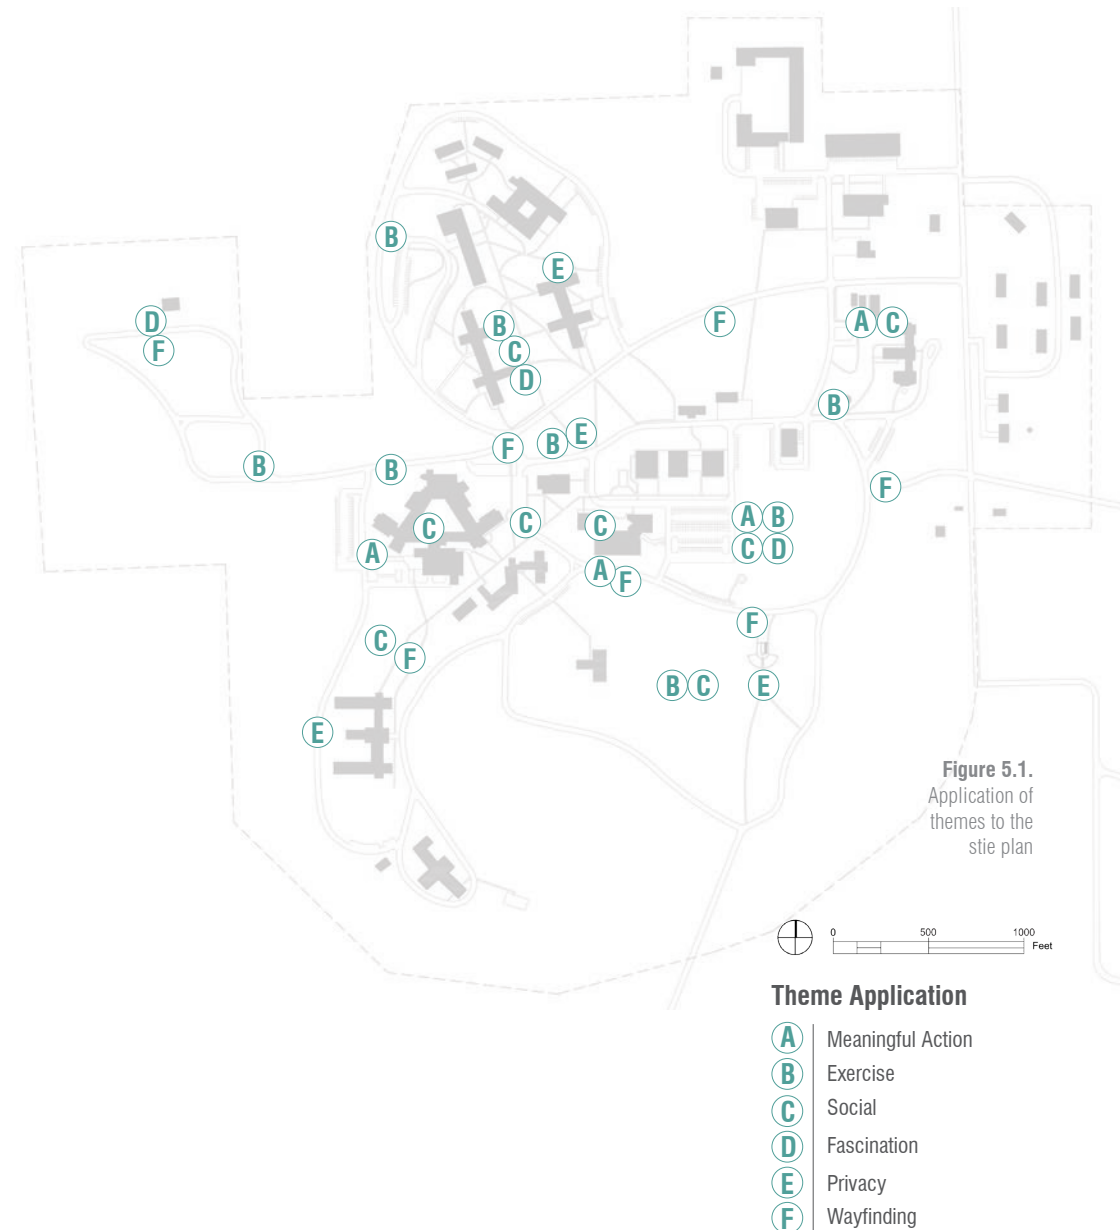 B
E
D
F
B
C
D
F
A C
B
F
B
E
B
B
F
C
C
C
A B
C D
A
A
F
F
C
F
B C
E
E
Figure 5.1.
Application of
themes to the
stie plan
0 500 1000
Feet
Theme Application
A Meaningful Action
B Exercise
C Social
D Fascination
E Privacy
F Wayfinding